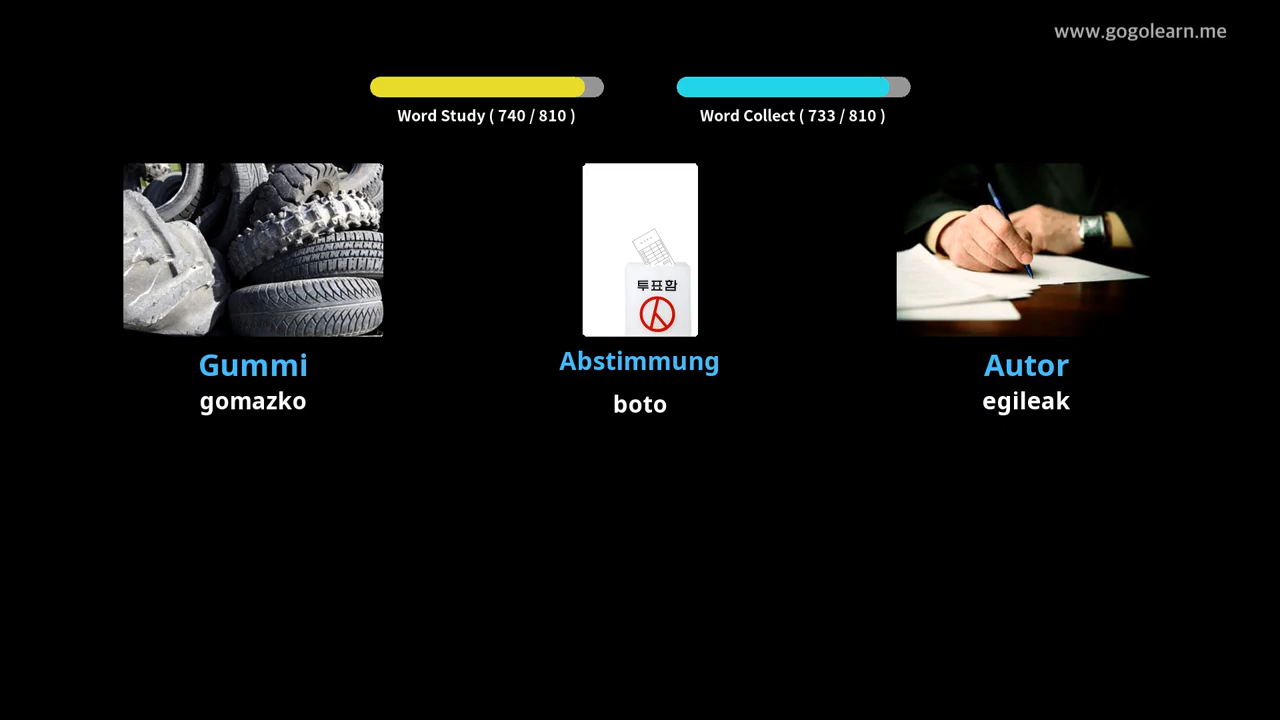 www.gogolearn.me
Word Study ( 740 / 810 )
Word Collect ( 733 / 810 )
투표함
Gummi
Abstimmung
Autor
gomazko
boto
egileak